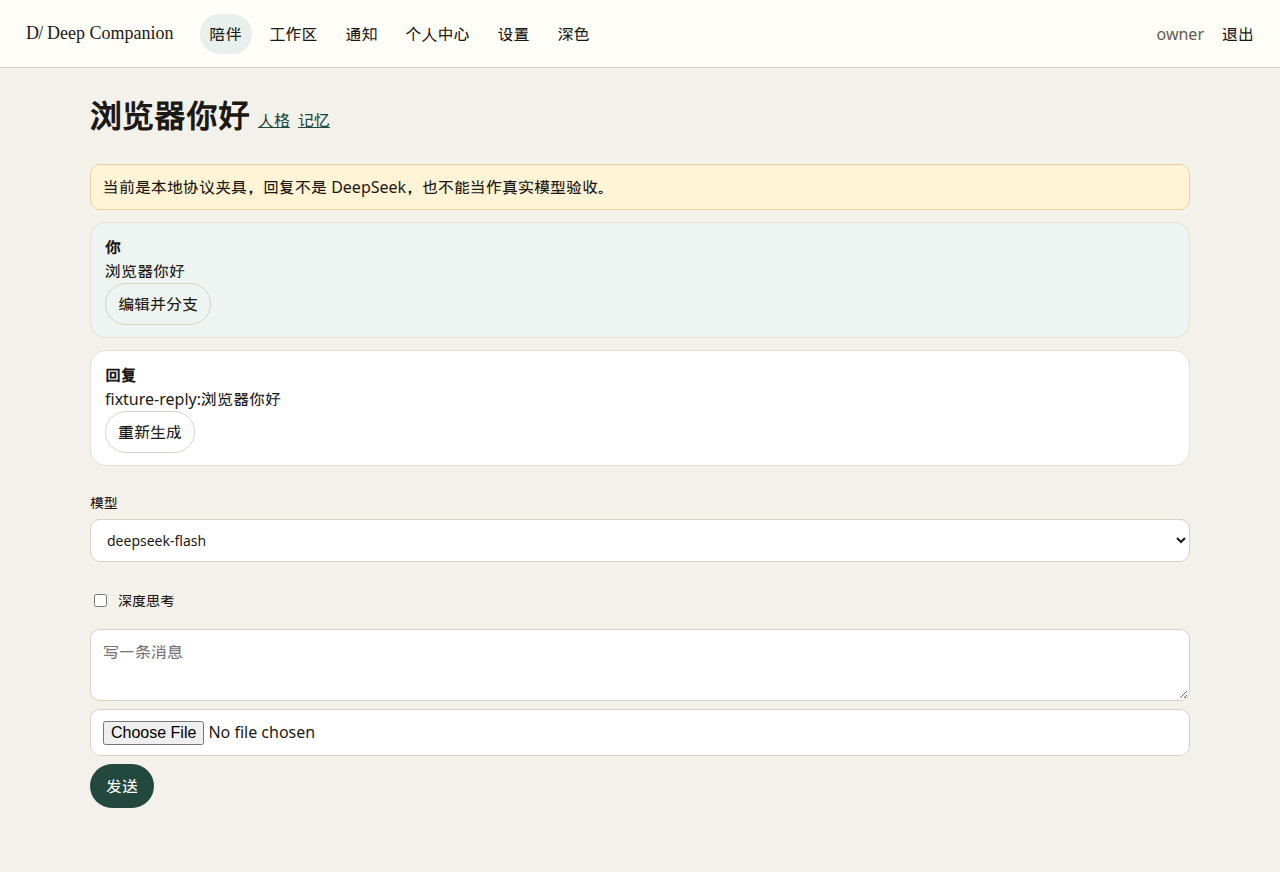 D/ Deep Companion 陪伴 工作区 通知 个人中心 设置 深色 owner 退出
浏览器你好 人格 记忆
当前是本地协议夹具，回复不是 DeepSeek，也不能当作真实模型验收。
你
浏览器你好
编辑并分支
回复
fixture-reply:浏览器你好
重新生成
模型
deepseek-flash
深度思考
写一条消息
Choose File No file chosen
发送